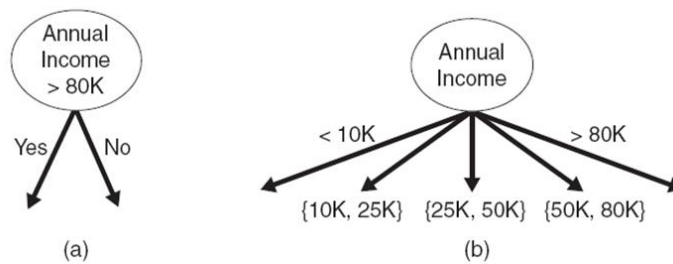 Annual
Income
> 80K
Yes
No
(a)
Annual
Income
< 10K
> 80K
{10K, 25K}
{25K, 50K}
{50K, 80K}
(b)